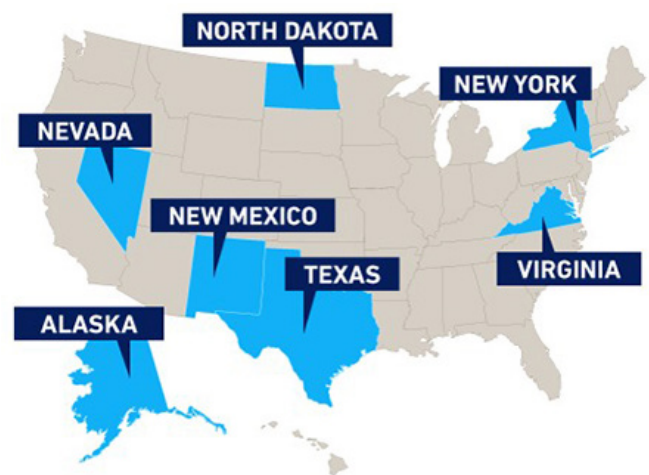 NORTH DAKOTA
NEW YORK
NEVADA
NEW MEXICO
TEXAS
VIRGINIA
ALASKA